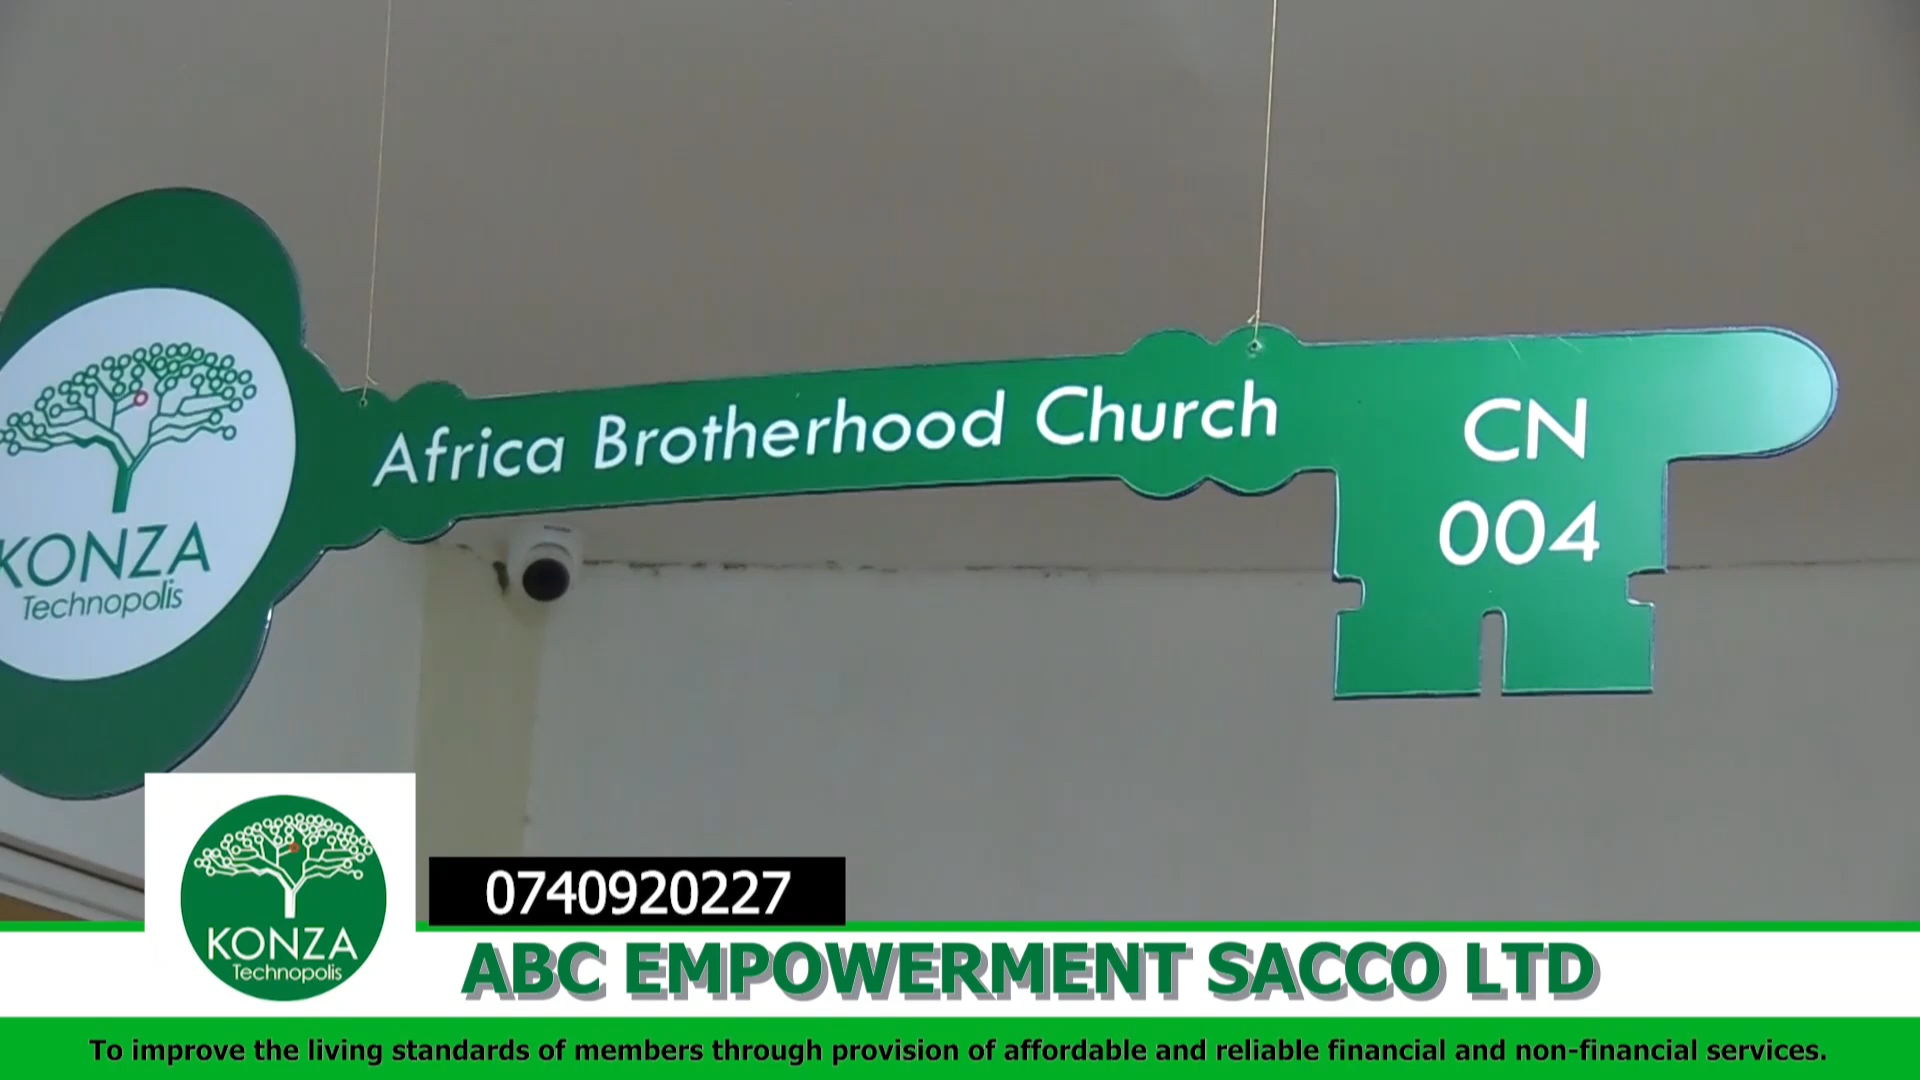 Africa Brotherhood Church
CN
004
KONZA
Technopolis
0740920227
KONZA
Technopolis
ABC EMPOWERMENT SACCO LTD
To improve the living standards of members through provision of affordable and reliable financial and non-financial services.